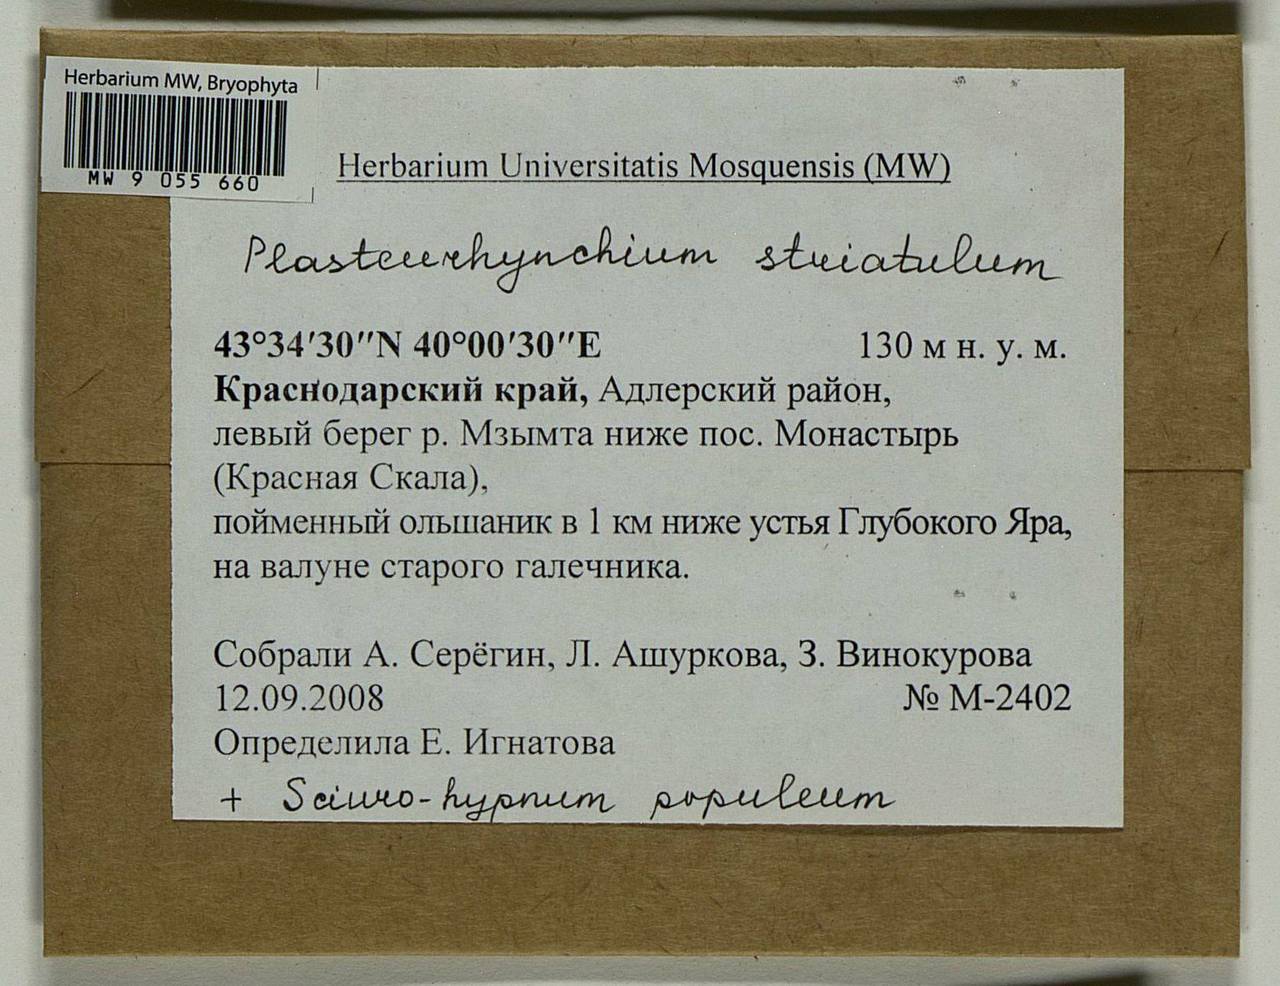 Herbarium MW, Bryophyta
MW 9 055 660
Herbarium Universitatis Mosquensis (MW)
Plasteurhynchium striatulum
43°34′30″N 40°00′30″E 130 м н. у. м.
Краснодарский край, Адлерский район,
левый берег р. Мзымта ниже пос. Монастырь
(Красная Скала),
пойменный ольшаник в 1 км ниже устья Глубокого Яра,
на валуне старого галечника.
Собрали А. Серёгин, Л. Ашуркова, З. Винокурова
12.09.2008 № М-2402
Определила Е. Игнатова
+ Sciuro-hypnum populeum